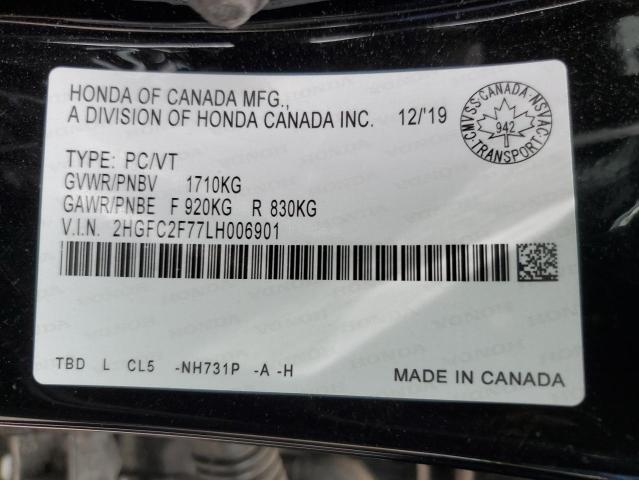 HONDA OF CANADA MFG.,
A DIVISION OF HONDA CANADA INC. 12/'19
CMVSS·CANADA·NSVAC·TRANSPORT·
942
TYPE: PC/VT
GVWR/PNBV 1710KG
GAWR/PNBE F 920KG R 830KG
V.I.N. 2HGFC2F77LH006901
TBD L CL5 -NH731P -A -H
MADE IN CANADA